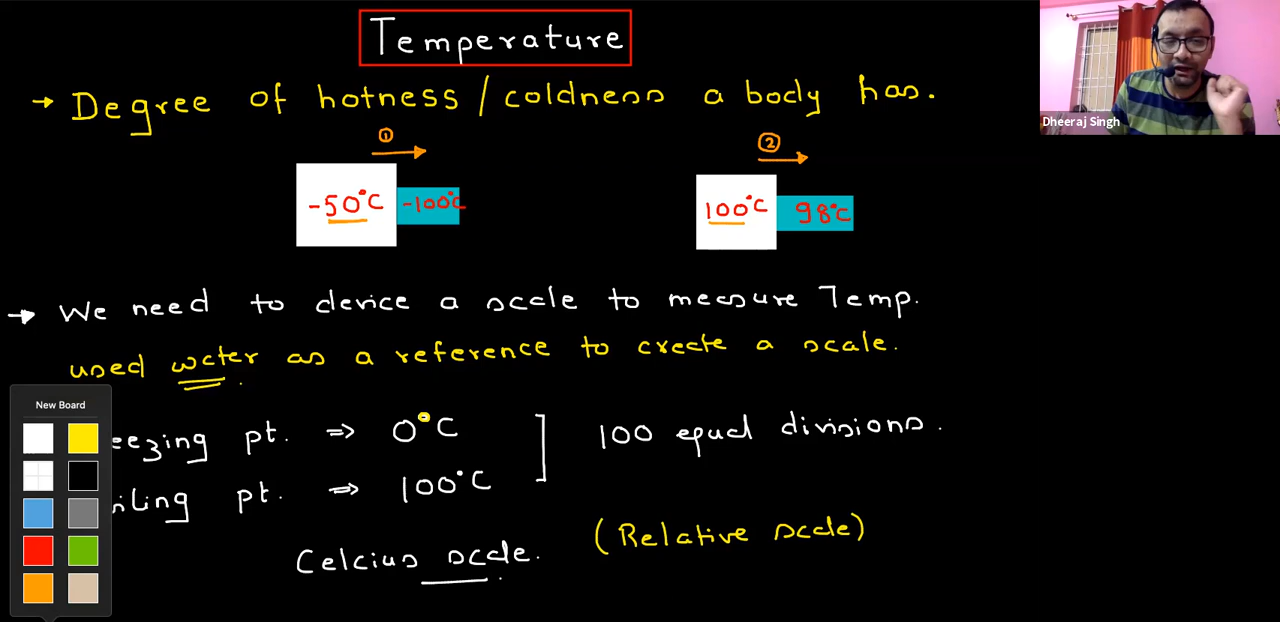 Temperature
→ Degree of hotness / coldness a body has.
Dheeraj Singh
① ②
-50°C -100°C 100°C 98°C
→ We need to device a scale to measure Temp.
used water as a reference to create a scale.
New Board
eezing pt. ⇒ 0°C
100 equal divisions.
iling pt. ⇒ 100°C
Celcius scale. (Relative scale)